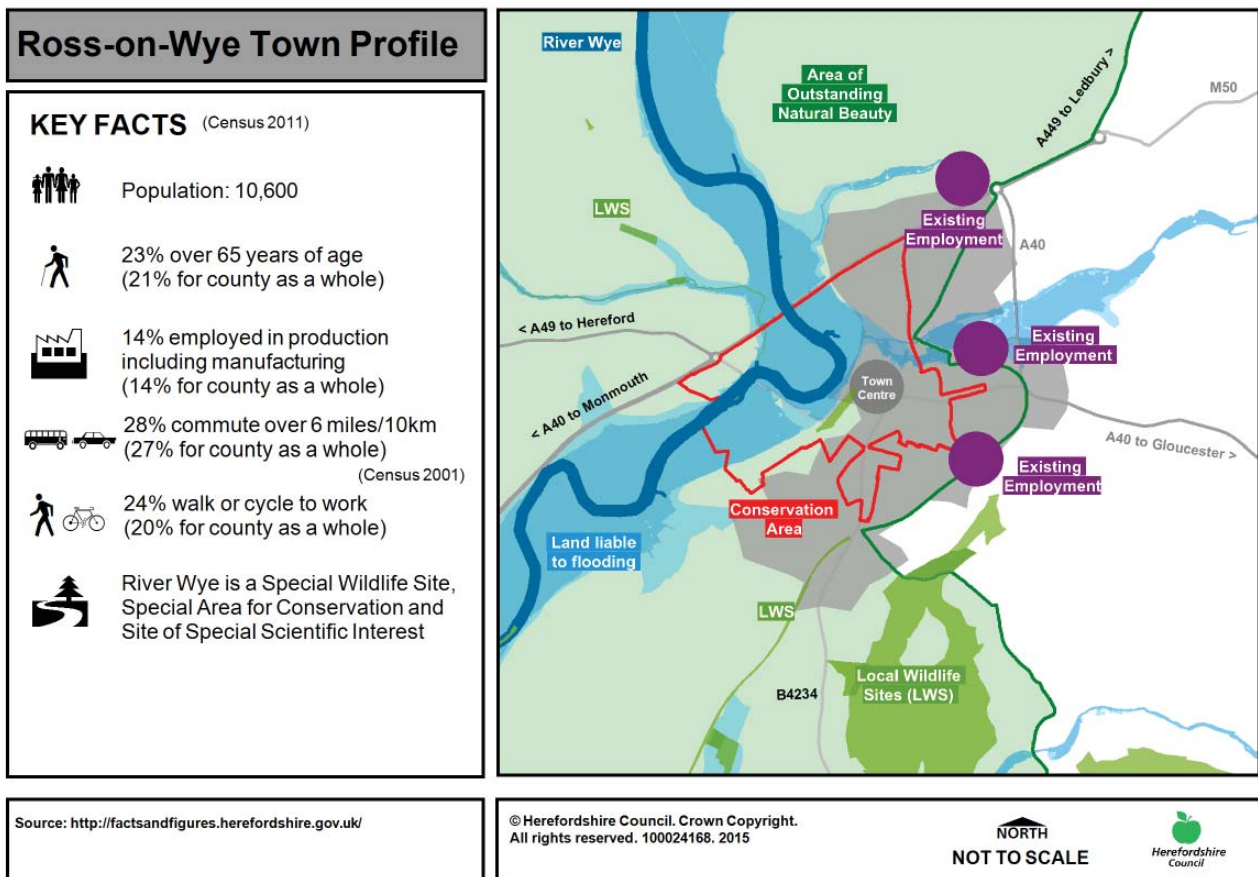 Ross-on-Wye Town Profile
KEY FACTS (Census 2011)
Population: 10,600
23% over 65 years of age
(21% for county as a whole)
14% employed in production
including manufacturing
(14% for county as a whole)
28% commute over 6 miles/10km
(27% for county as a whole)
(Census 2001)
24% walk or cycle to work
(20% for county as a whole)
River Wye is a Special Wildlife Site,
Special Area for Conservation and
Site of Special Scientific Interest
River Wye
Area of
Outstanding
Natural Beauty
A449 to Ledbury >
M50
LWS
Existing
Employment
A40
< A49 to Hereford
Existing
Employment
Town
Centre
< A40 to Monmouth
A40 to Gloucester >
Existing
Employment
Conservation
Area
Land liable
to flooding
LWS
Local Wildlife
Sites (LWS)
B4234
Source: http://factsandfigures.herefordshire.gov.uk/
© Herefordshire Council. Crown Copyright.
All rights reserved. 100024168. 2015
NORTH
NOT TO SCALE
Herefordshire
Council